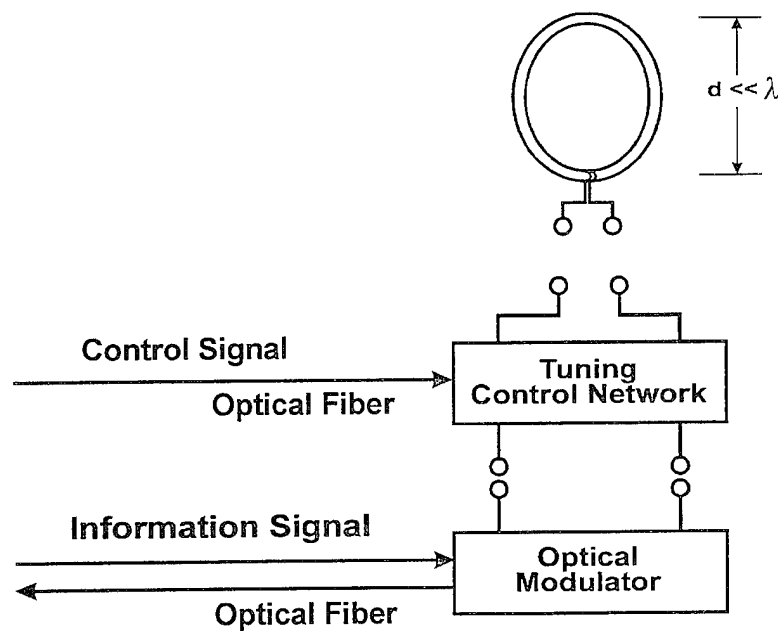 d << λ
Control Signal
Optical Fiber
Tuning
Control Network
Information Signal
Optical Fiber
Optical
Modulator